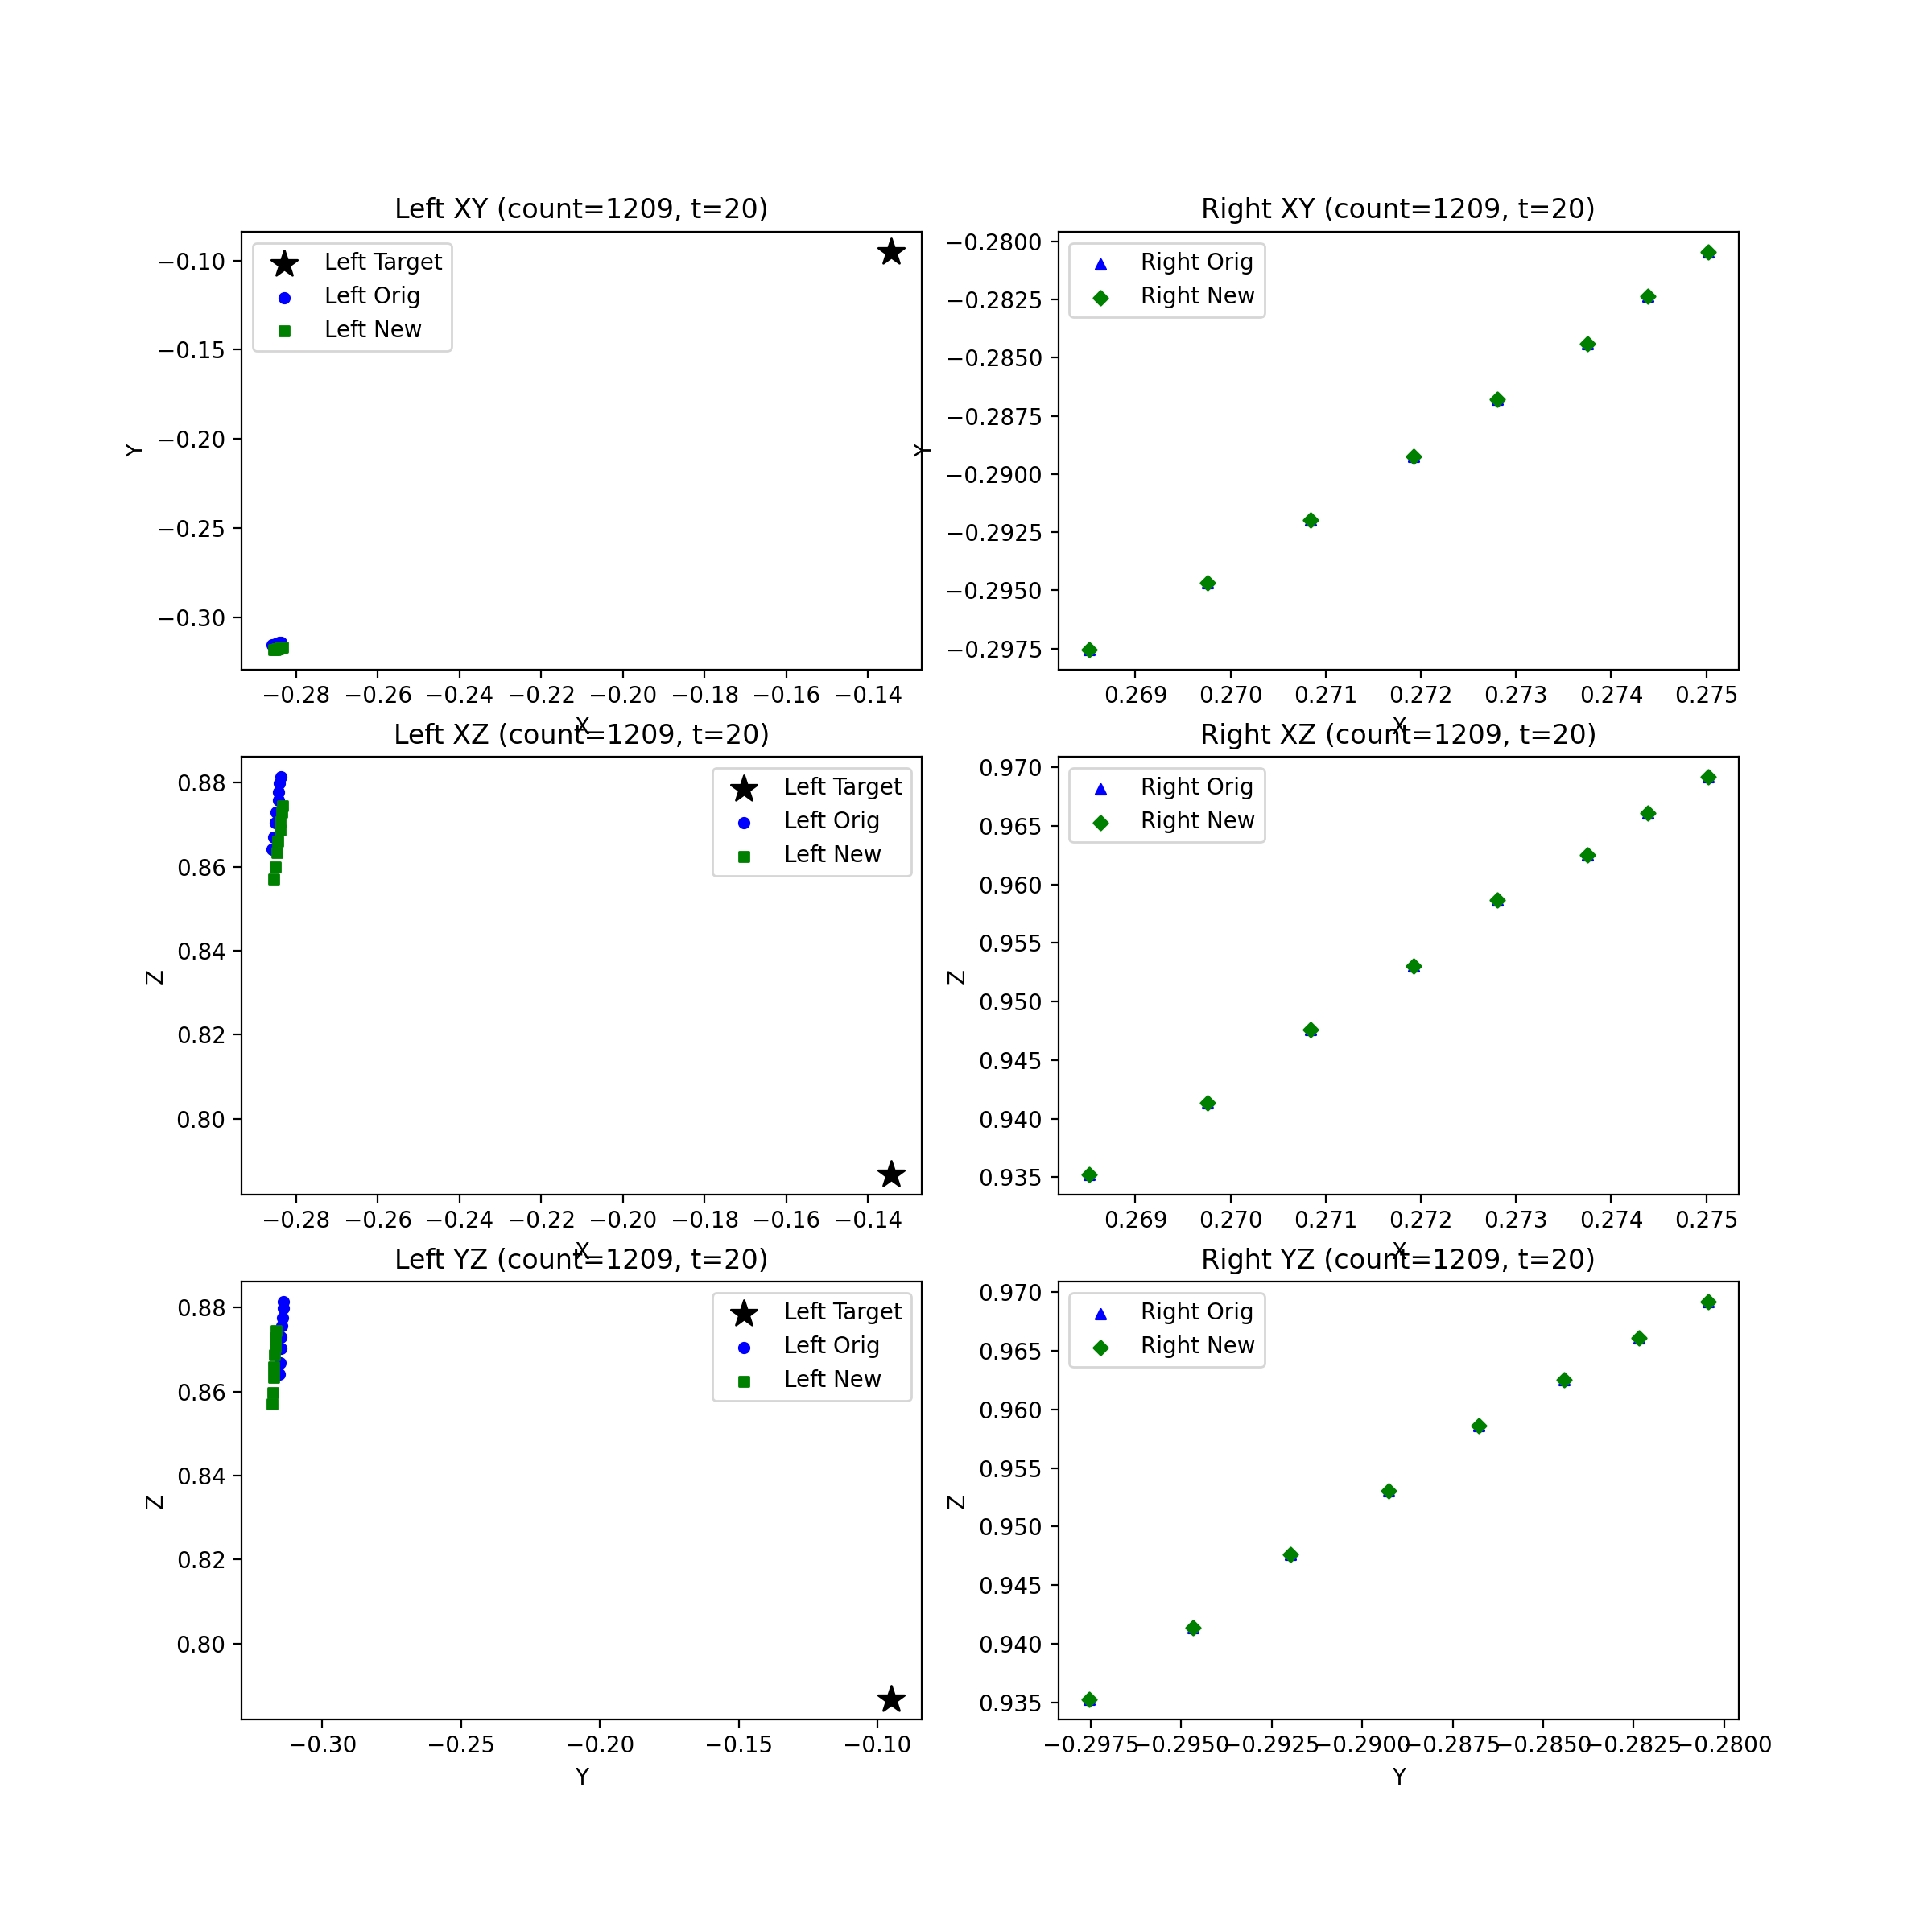 Left XY (count=1209, t=20)
Left Target
Left Orig
Left New
−0.10
−0.15
−0.20
−0.25
−0.30
Y
−0.28 −0.26 −0.24 −0.22 −0.20 −0.18 −0.16 −0.14
X
Right XY (count=1209, t=20)
Right Orig
Right New
−0.2800
−0.2825
−0.2850
−0.2875
−0.2900
−0.2925
−0.2950
−0.2975
Y
0.269 0.270 0.271 0.272 0.273 0.274 0.275
X
Left XZ (count=1209, t=20)
Left Target
Left Orig
Left New
0.88
0.86
0.84
0.82
0.80
Z
−0.28 −0.26 −0.24 −0.22 −0.20 −0.18 −0.16 −0.14
X
Right XZ (count=1209, t=20)
Right Orig
Right New
0.970
0.965
0.960
0.955
0.950
0.945
0.940
0.935
Z
0.269 0.270 0.271 0.272 0.273 0.274 0.275
X
Left YZ (count=1209, t=20)
Left Target
Left Orig
Left New
0.88
0.86
0.84
0.82
0.80
Z
−0.30 −0.25 −0.20 −0.15 −0.10
Y
Right YZ (count=1209, t=20)
Right Orig
Right New
0.970
0.965
0.960
0.955
0.950
0.945
0.940
0.935
Z
−0.2975 −0.2950 −0.2925 −0.2900 −0.2875 −0.2850 −0.2825 −0.2800
Y